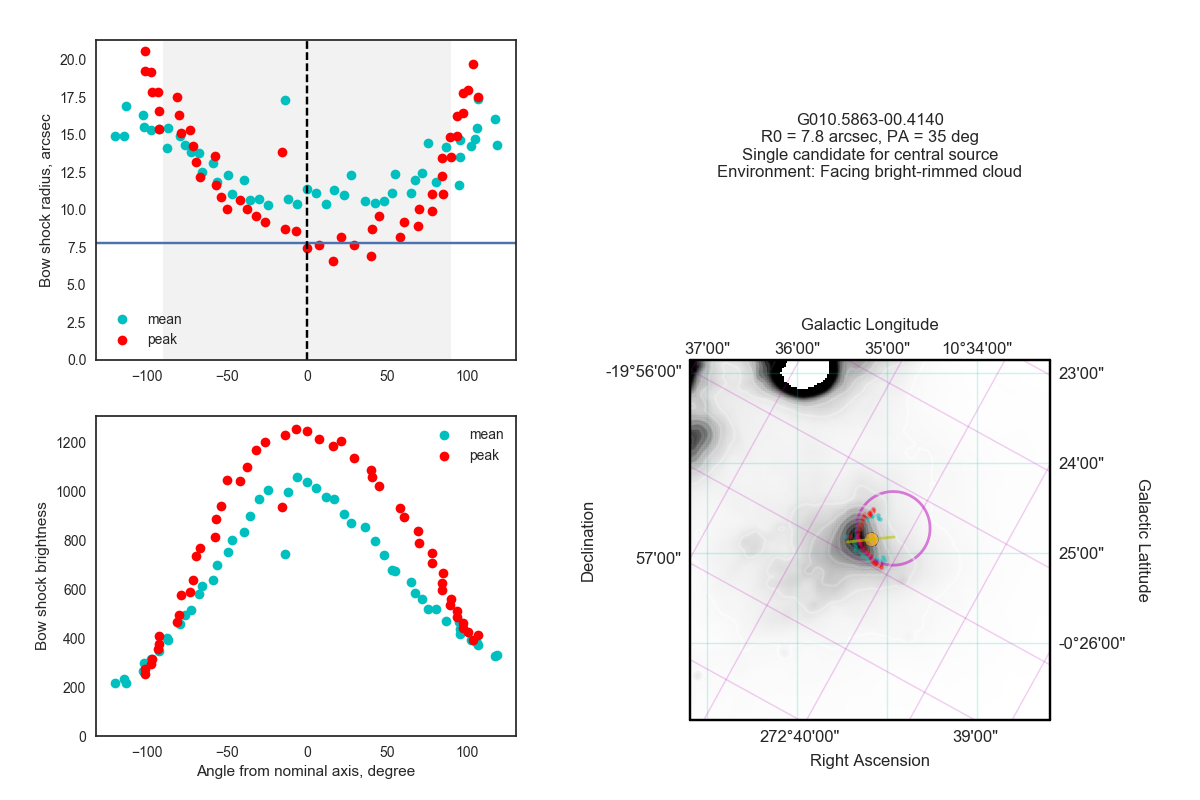 20.0
17.5
15.0
12.5
10.0
7.5
5.0
2.5
0.0
Bow shock radius, arcsec
mean
peak
−100
−50
0
50
100
1200
1000
800
600
400
200
0
Bow shock brightness
mean
peak
−100
−50
0
50
100
Angle from nominal axis, degree
G010.5863-00.4140
R0 = 7.8 arcsec, PA = 35 deg
Single candidate for central source
Environment: Facing bright-rimmed cloud
Galactic Longitude
37'00" 36'00" 35'00" 10°34'00"
-19°56'00"
57'00"
Declination
23'00"
24'00"
25'00"
-0°26'00"
Galactic Latitude
272°40'00" 39'00"
Right Ascension